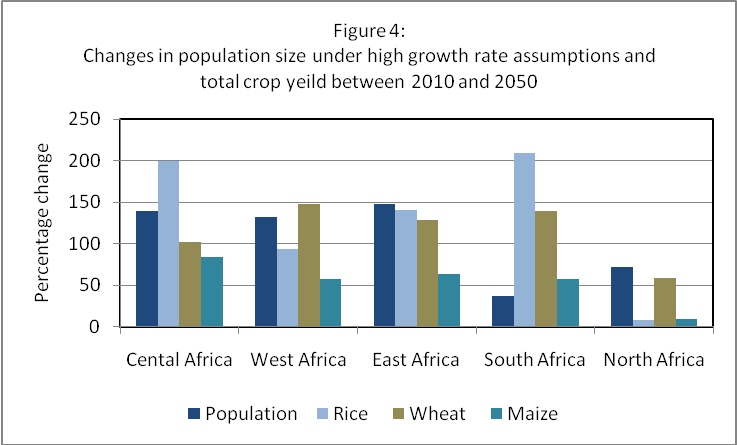 Figure 4:
Changes in population size under high growth rate assumptions and
total crop yeild between 2010 and 2050
Percentage change
250
200
150
100
50
0
Cental Africa West Africa East Africa South Africa North Africa
Population Rice Wheat Maize